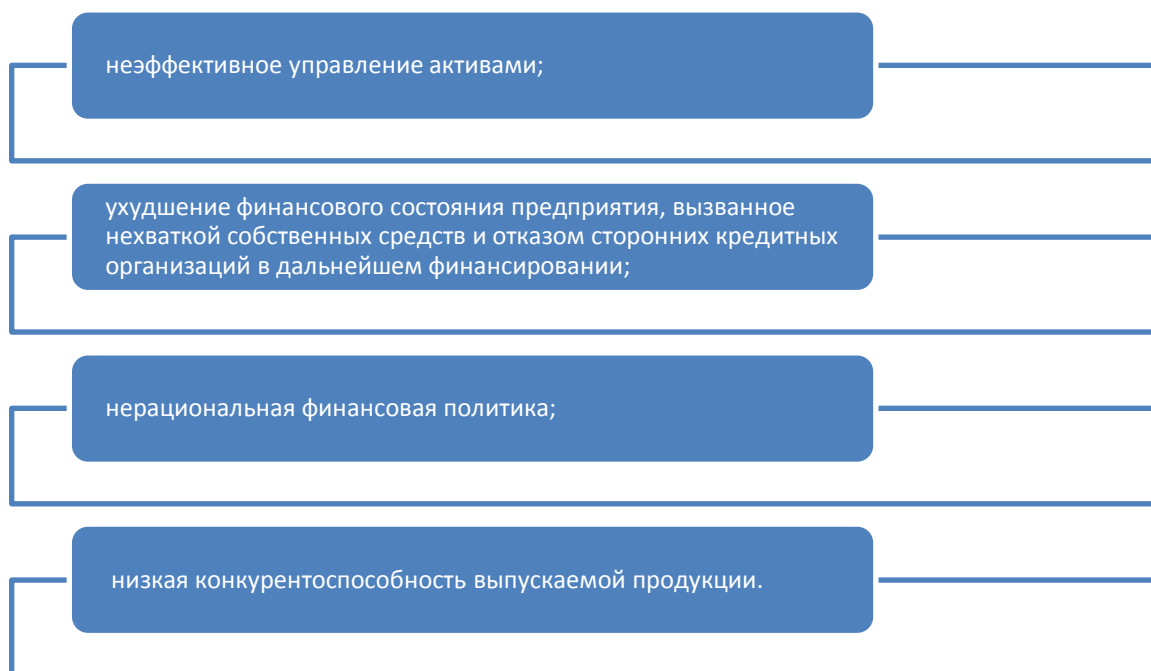 неэффективное управление активами;
ухудшение финансового состояния предприятия, вызванное
нехваткой собственных средств и отказом сторонних кредитных
организаций в дальнейшем финансировании;
нерациональная финансовая политика;
низкая конкурентоспособность выпускаемой продукции.